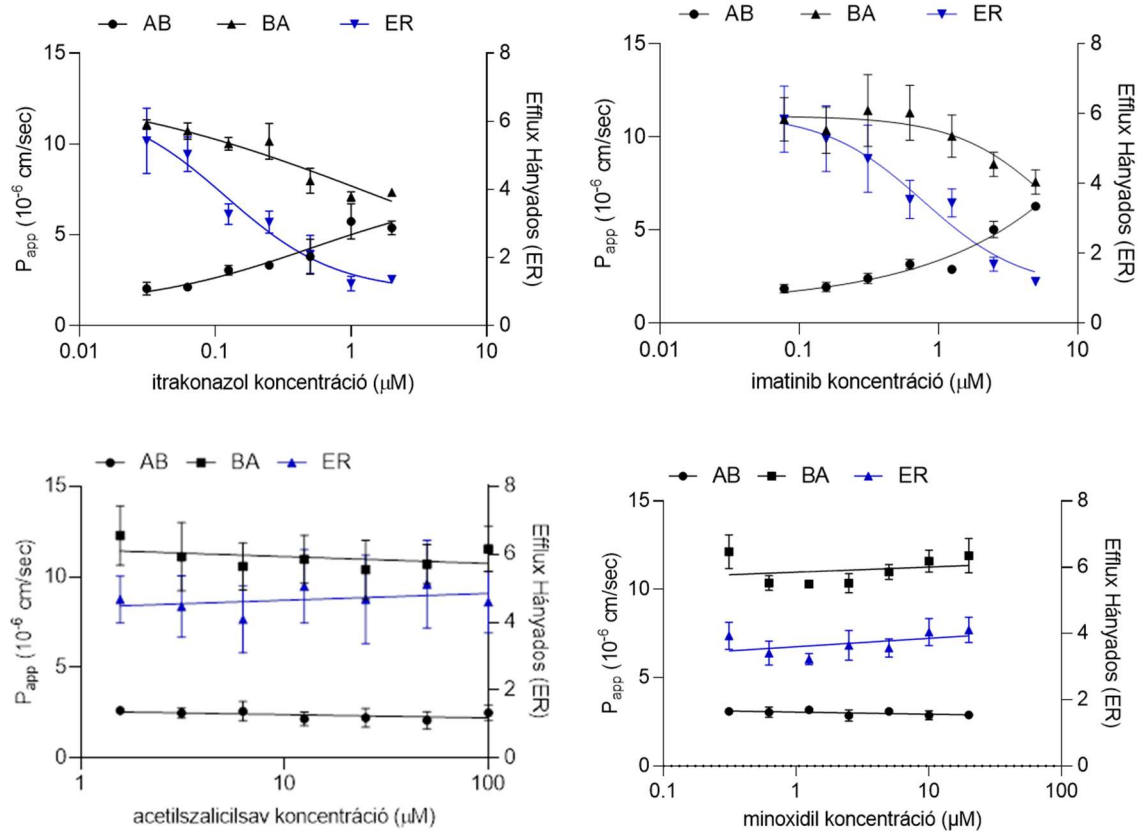 AB BA ER
15
10
5
0
P_app (10^-6 cm/sec)
8
6
4
2
0
Efflux Hányados (ER)
0.01 0.1 1 10
itrakonazol koncentráció (μM)
AB BA ER
15
10
5
0
P_app (10^-6 cm/sec)
8
6
4
2
0
Efflux Hányados (ER)
0.01 0.1 1 10
imatinib koncentráció (μM)
AB BA ER
15
10
5
0
P_app (10^-6 cm/sec)
8
6
4
2
0
Efflux Hányados (ER)
1 10 100
acetilszalicilsav koncentráció (μM)
AB BA ER
15
10
5
0
P_app (10^-6 cm/sec)
8
6
4
2
0
Efflux Hányados (ER)
0.1 1 10 100
minoxidil koncentráció (μM)